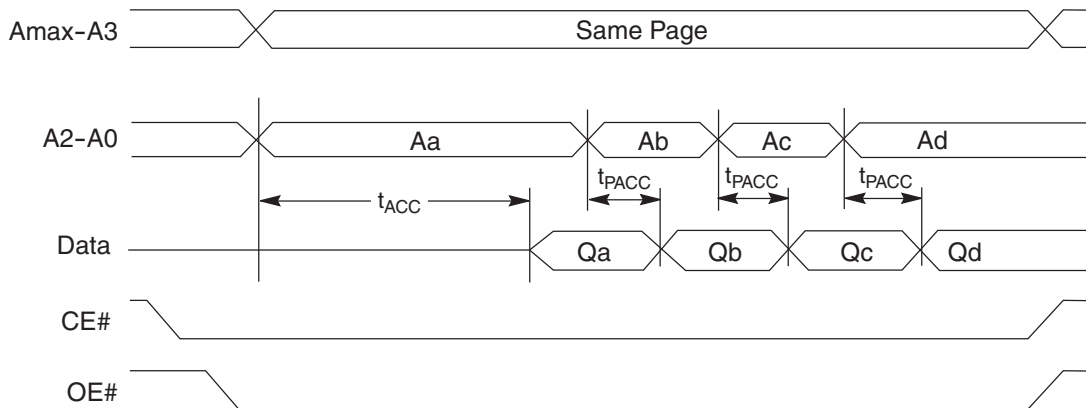 Amax-A3 Same Page
A2-A0 Aa Ab Ac Ad
tACC tPACC tPACC tPACC
Data Qa Qb Qc Qd
CE#
OE#